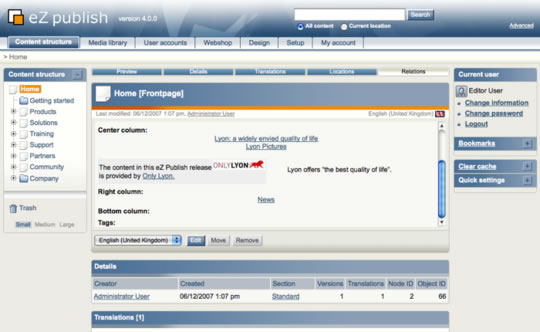 eZ publish version 4.0.0
Search
All content Current location
Advanced
Content structure Media library User accounts Webshop Design Setup My account
> Home
Content structure
Home
Getting started
Products
Solutions
Training
Support
Partners
Community
Company
Trash
Small Medium Large
Preview Details Translations Locations Relations
Home [Frontpage]
Last modified: 06/12/2007 1:07 pm, Administrator User English (United Kingdom)
Center column:
Lyon: a widely envied quality of life
Lyon Pictures
The content in this eZ Publish release
is provided by Only Lyon.
ONLYLYON
Lyon offers "the best quality of life".
Right column:
News
Bottom column:
Tags:
English (United Kingdom) Edit Move Remove
Details
Creator Created Section Versions Translations Node ID Object ID
Administrator User 06/12/2007 1:07 pm Standard 1 1 2 66
Translations [1]
Current user
Editor User
Change information
Change password
Logout
Bookmarks
Clear cache
Quick settings